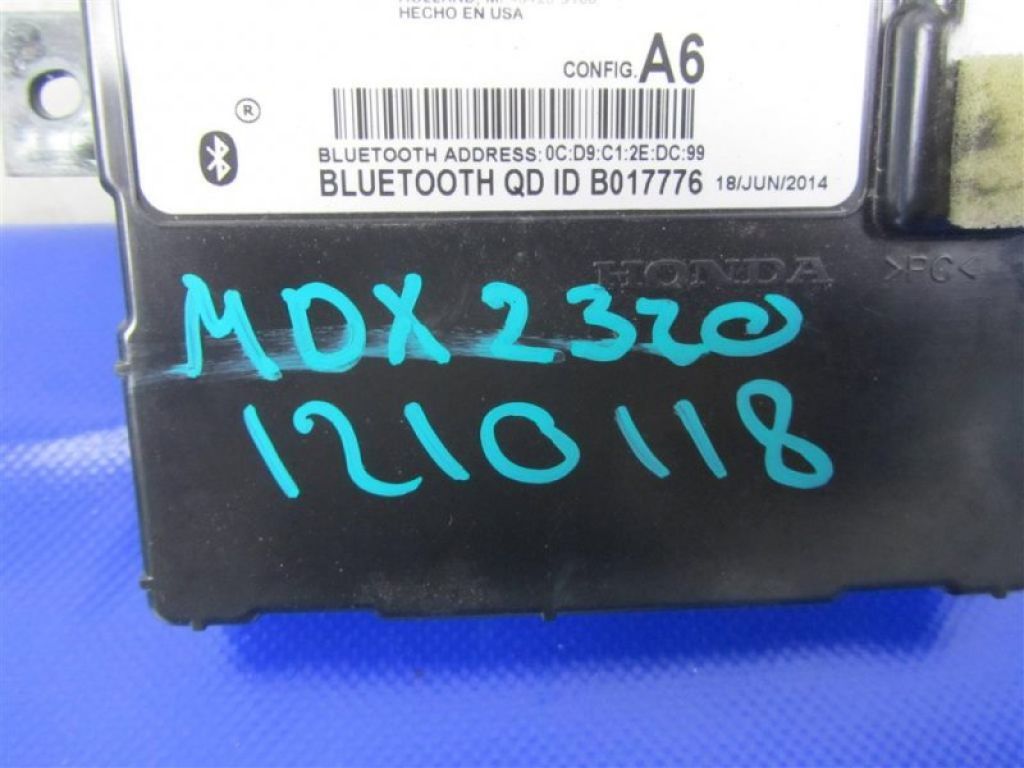 HECHO EN USA
CONFIG. A6
®
BLUETOOTH ADDRESS: 0C:D9:C1:2E:DC:99
BLUETOOTH QD ID B017776 18/JUN/2014
HONDA >PC<
MDX 2320
1210118